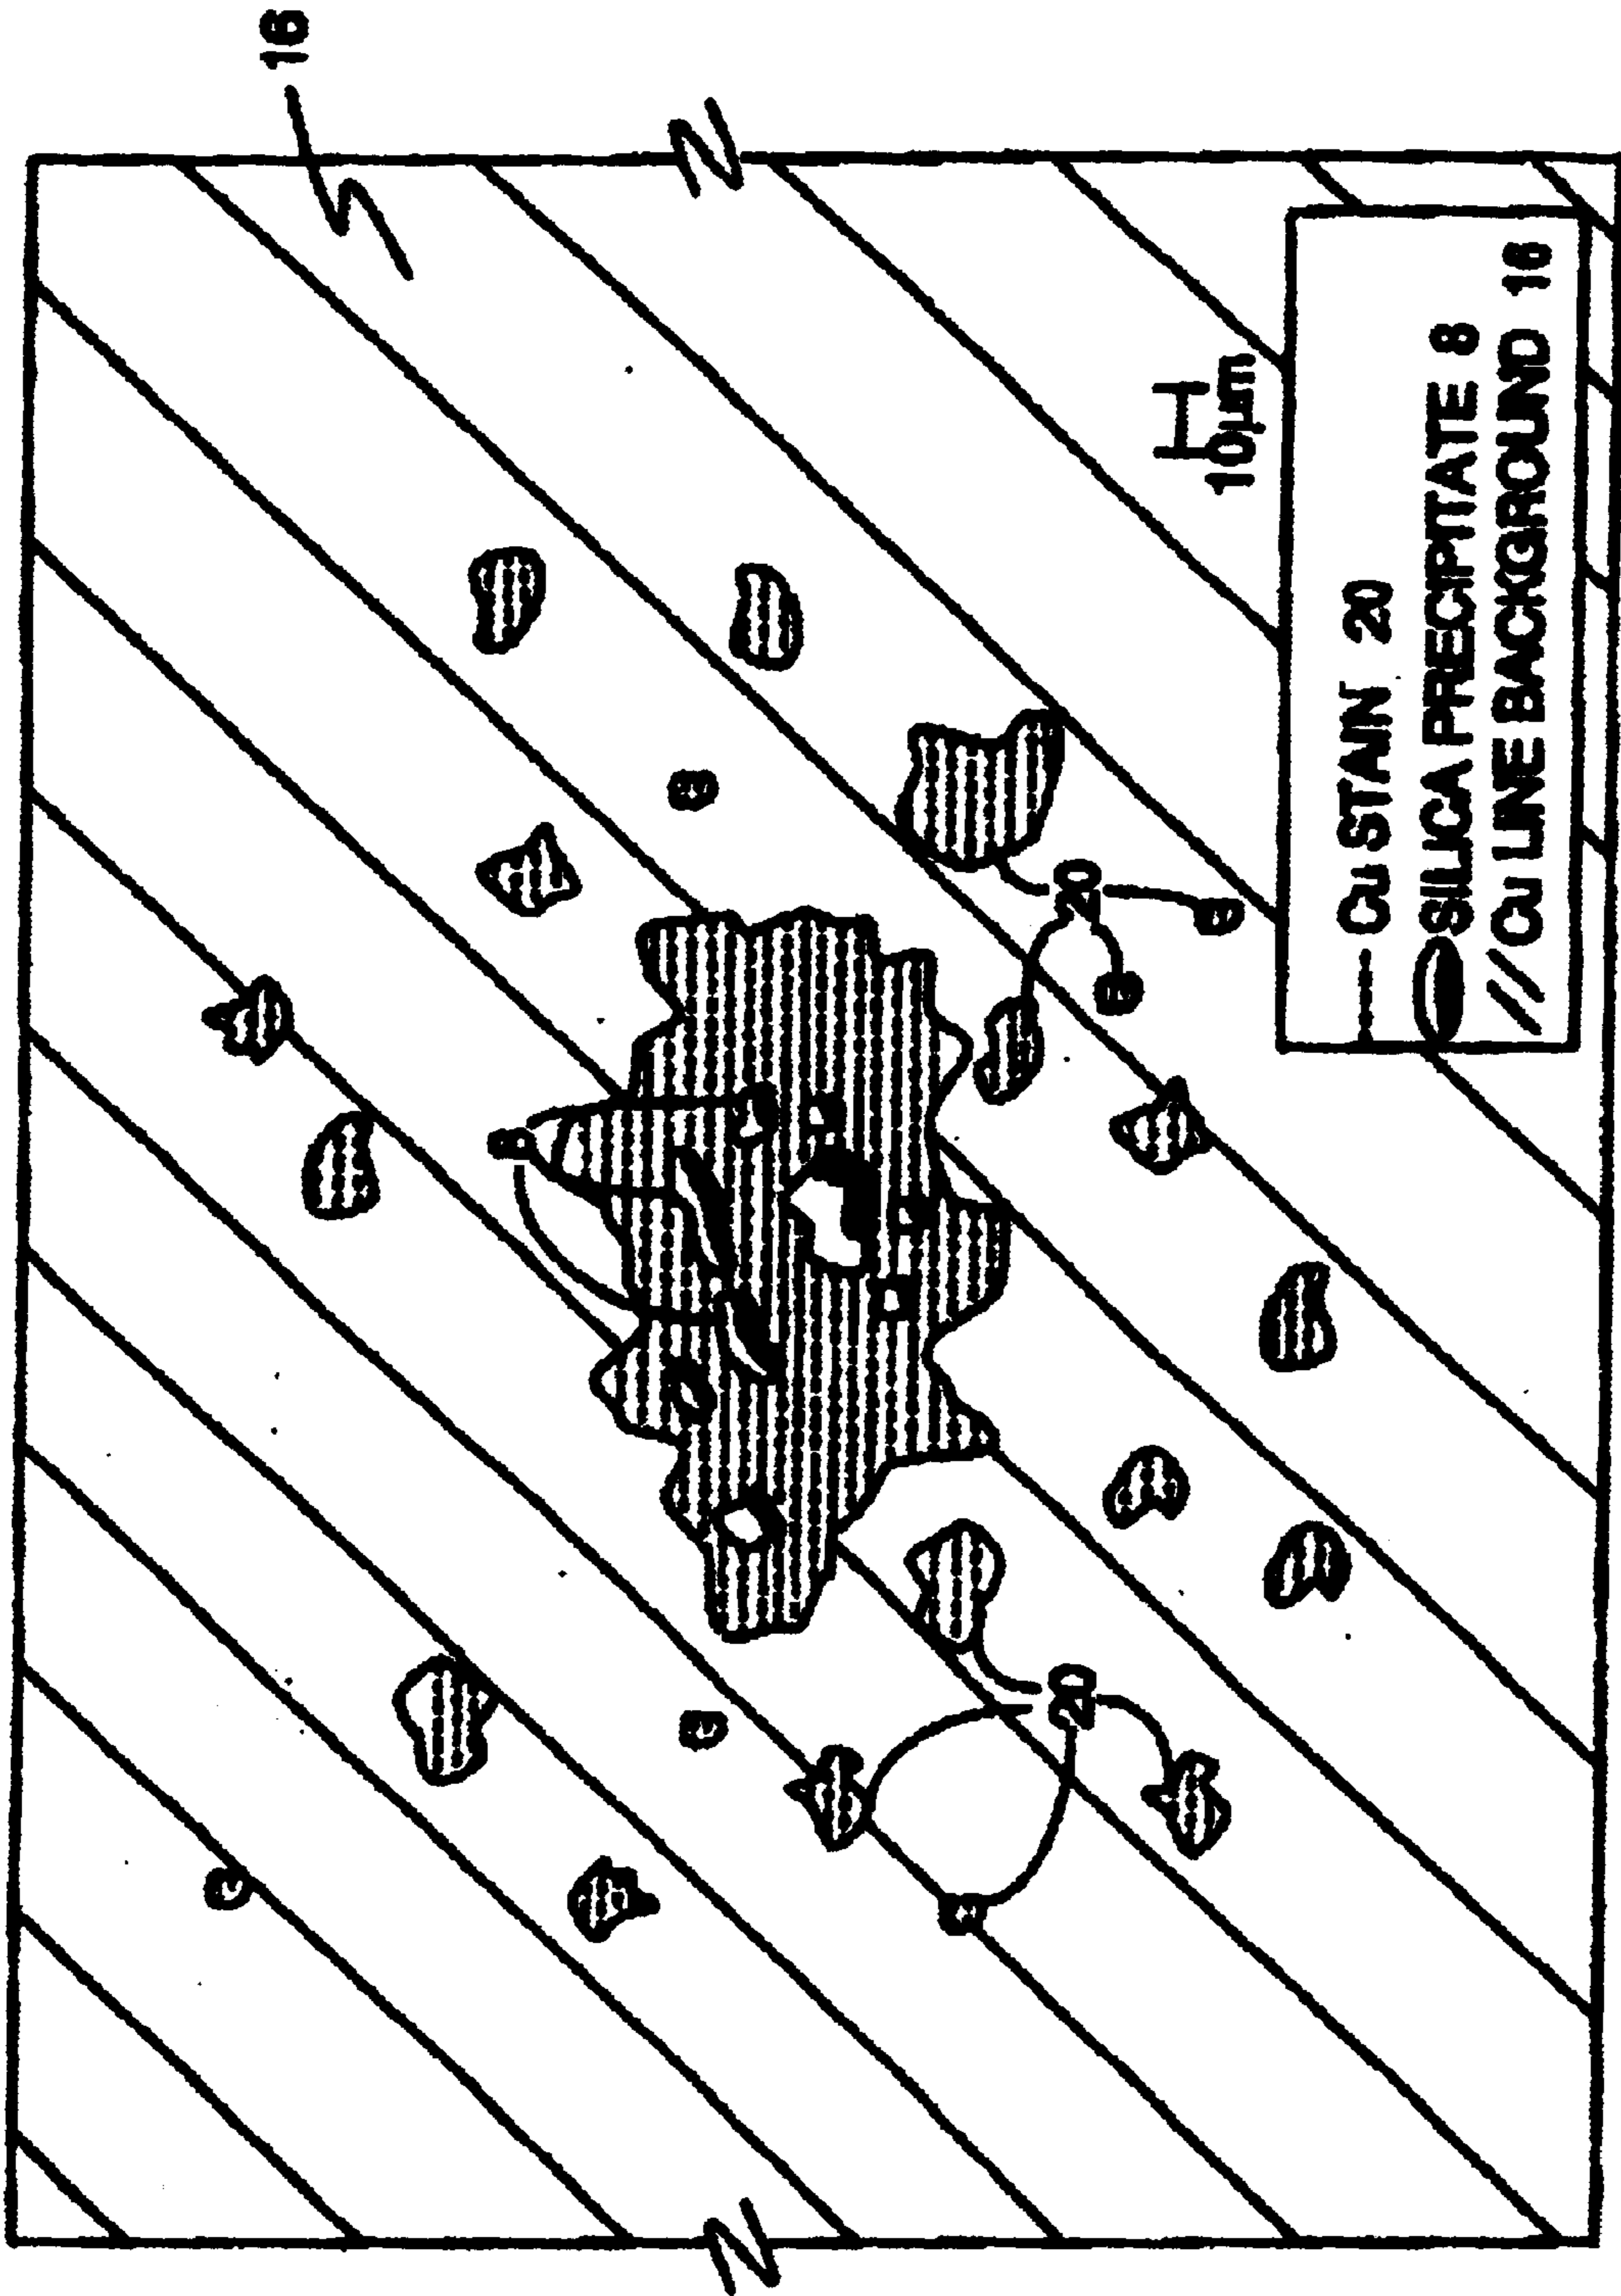 16
8
20
20
10µm
Cu STAIN 20
SILICA PRECIPITATE 8
// Cu LINE BACKGROUND 16